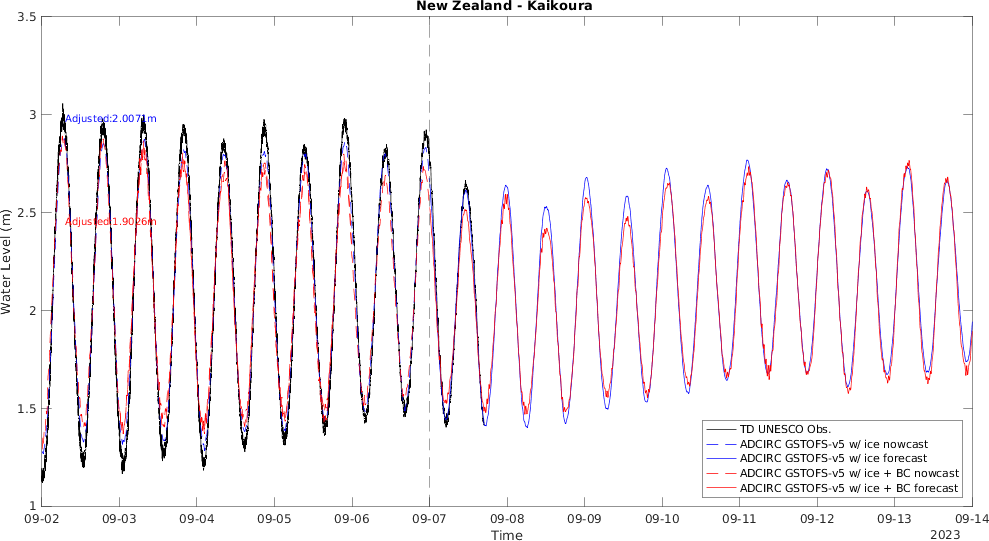 New Zealand - Kaikoura
3.5
3
2.5
2
1.5
1
Water Level (m)
Adjusted:2.0071m
Adjusted:1.9026m
TD UNESCO Obs.
ADCIRC GSTOFS-v5 w/ ice nowcast
ADCIRC GSTOFS-v5 w/ ice forecast
ADCIRC GSTOFS-v5 w/ ice + BC nowcast
ADCIRC GSTOFS-v5 w/ ice + BC forecast
09-02 09-03 09-04 09-05 09-06 09-07 09-08 09-09 09-10 09-11 09-12 09-13 09-14
Time
2023